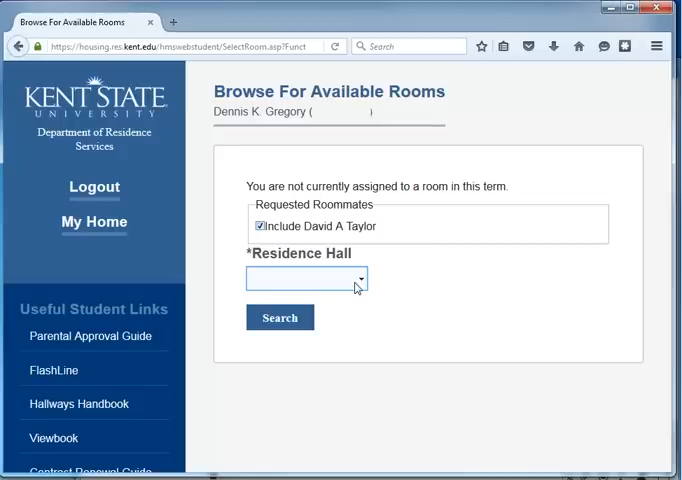 Browse For Available Rooms
https://housing.res.kent.edu/hmswebstudent/SelectRoom.asp?Funct
Search
KENT STATE
UNIVERSITY
Department of Residence
Services
Logout
My Home
Useful Student Links
Parental Approval Guide
FlashLine
Hallways Handbook
Viewbook
Contract Renewal Guide
Browse For Available Rooms
Dennis K. Gregory ( )
You are not currently assigned to a room in this term.
Requested Roommates
Include David A Taylor
*Residence Hall
Search